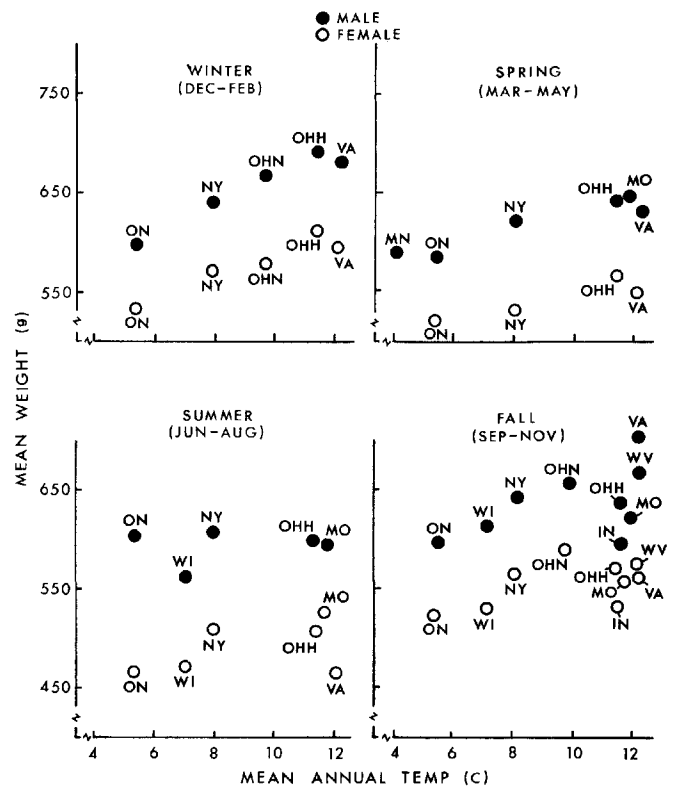 MALE
FEMALE
WINTER
(DEC-FEB)
SPRING
(MAR-MAY)
750
650
550
ON
NY
OHN
OHH
VA
ON
NY
OHN
OHH
VA
MN
ON
NY
OHH
MO
VA
ON
NY
OHH
VA
MEAN WEIGHT (g)
SUMMER
(JUN-AUG)
FALL
(SEP-NOV)
650
550
450
ON
WI
NY
OHH
MO
MO
OHH
ON
WI
NY
VA
ON
WI
NY
OHN
VA
WV
OHH
MO
IN
WV
OHN
OHH
MO
VA
ON
WI
NY
IN
4 6 8 10 12
4 6 8 10 12
MEAN ANNUAL TEMP (C)